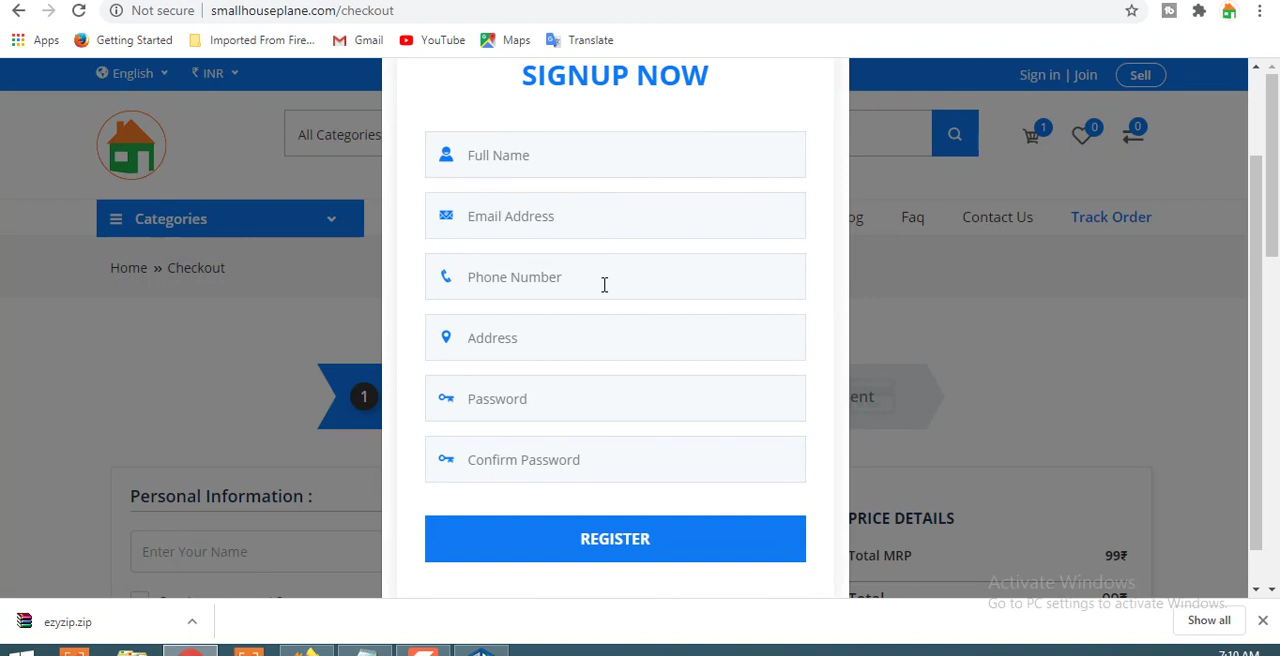 Not secure
smallhouseplane.com/checkout
Apps
Getting Started
Imported From Fire...
Gmail
YouTube
Maps
Translate
English
₹ INR
Sign in | Join
Sell
All Categories
1
0
0
Categories
og
Faq
Contact Us
Track Order
Home » Checkout
SIGNUP NOW
Full Name
Email Address
Phone Number
Address
Password
Confirm Password
REGISTER
1
ent
Personal Information :
Enter Your Name
PRICE DETAILS
Total MRP 99₹
Total 99₹
Activate Windows
Go to PC settings to activate Windows.
ezyzip.zip
Show all
7:10 AM